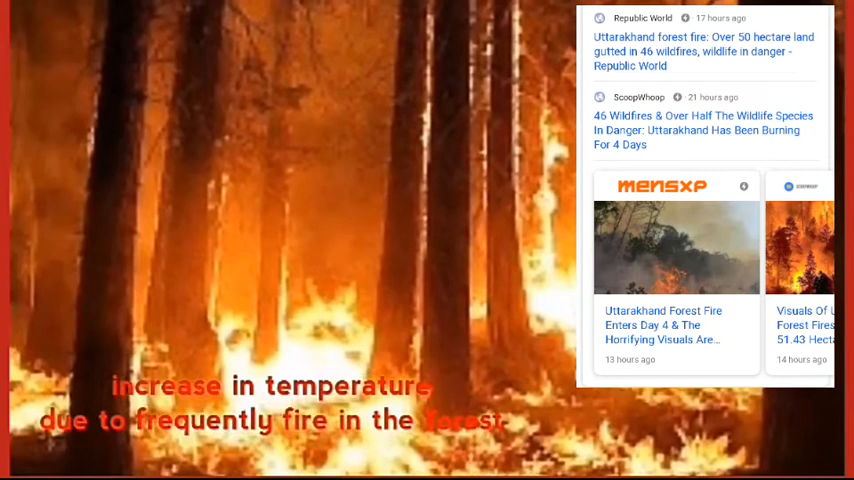 Republic World 17 hours ago
Uttarakhand forest fire: Over 50 hectare land
gutted in 46 wildfires, wildlife in danger -
Republic World
ScoopWhoop 21 hours ago
46 Wildfires & Over Half The Wildlife Species
In Danger: Uttarakhand Has Been Burning
For 4 Days
mensxp
Uttarakhand Forest Fire
Enters Day 4 & The
Horrifying Visuals Are...
13 hours ago
SCOOPWHOOP
Visuals Of U
Forest Fires
51.43 Hecta
14 hours ago
increase in temperature
due to frequently fire in the forest